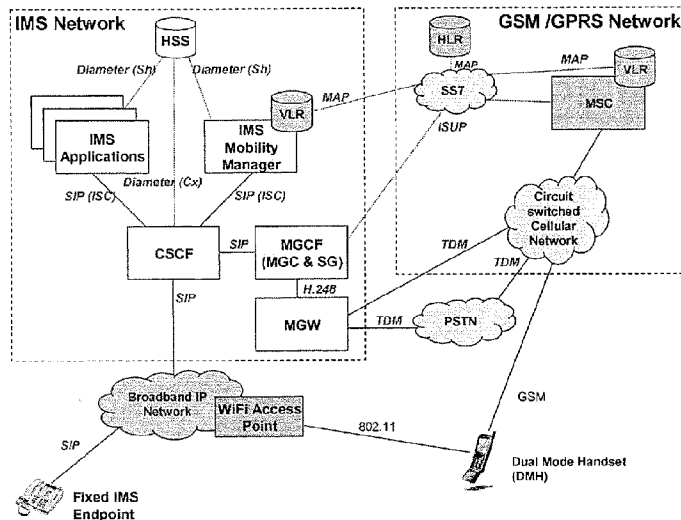 IMS Network
GSM /GPRS Network
HSS
HLR
Diameter (Sh)
Diameter (Sh)
MAP
MAP
MAP
VLR
SS7
VLR
MSC
IMS
Applications
IMS
Mobility
Manager
ISUP
SIP (ISC)
Diameter (Cx)
SIP (ISC)
Circuit
switched
Cellular
Network
CSCF
SIP
MGCF
(MGC & SG)
TDM
TDM
SIP
H.248
MGW
TDM
PSTN
Broadband IP
Network
WiFi Access
Point
GSM
802.11
SIP
Dual Mode Handset
(DMH)
Fixed IMS
Endpoint